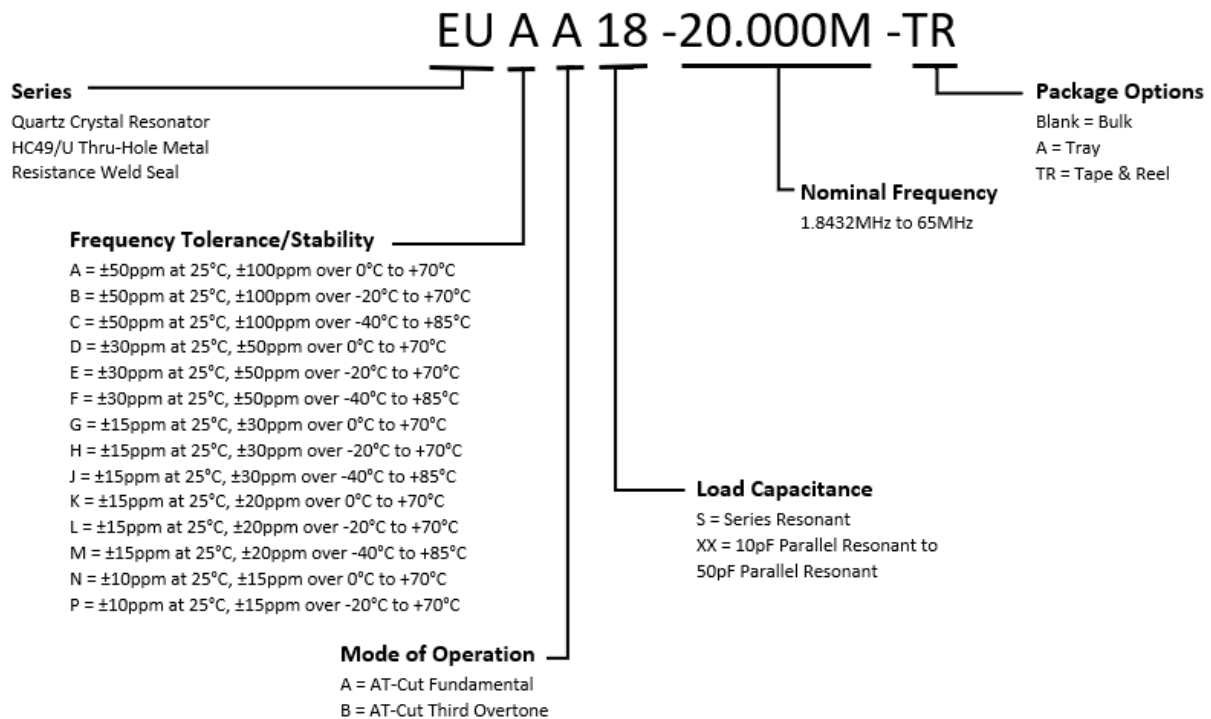 EU A A 18 -20.000M -TR
Series
Quartz Crystal Resonator
HC49/U Thru-Hole Metal
Resistance Weld Seal
Package Options
Blank = Bulk
A = Tray
TR = Tape & Reel
Nominal Frequency
1.8432MHz to 65MHz
Frequency Tolerance/Stability
A = ±50ppm at 25°C, ±100ppm over 0°C to +70°C
B = ±50ppm at 25°C, ±100ppm over -20°C to +70°C
C = ±50ppm at 25°C, ±100ppm over -40°C to +85°C
D = ±30ppm at 25°C, ±50ppm over 0°C to +70°C
E = ±30ppm at 25°C, ±50ppm over -20°C to +70°C
F = ±30ppm at 25°C, ±50ppm over -40°C to +85°C
G = ±15ppm at 25°C, ±30ppm over 0°C to +70°C
H = ±15ppm at 25°C, ±30ppm over -20°C to +70°C
J = ±15ppm at 25°C, ±30ppm over -40°C to +85°C
K = ±15ppm at 25°C, ±20ppm over 0°C to +70°C
L = ±15ppm at 25°C, ±20ppm over -20°C to +70°C
M = ±15ppm at 25°C, ±20ppm over -40°C to +85°C
N = ±10ppm at 25°C, ±15ppm over 0°C to +70°C
P = ±10ppm at 25°C, ±15ppm over -20°C to +70°C
Load Capacitance
S = Series Resonant
XX = 10pF Parallel Resonant to
50pF Parallel Resonant
Mode of Operation
A = AT-Cut Fundamental
B = AT-Cut Third Overtone